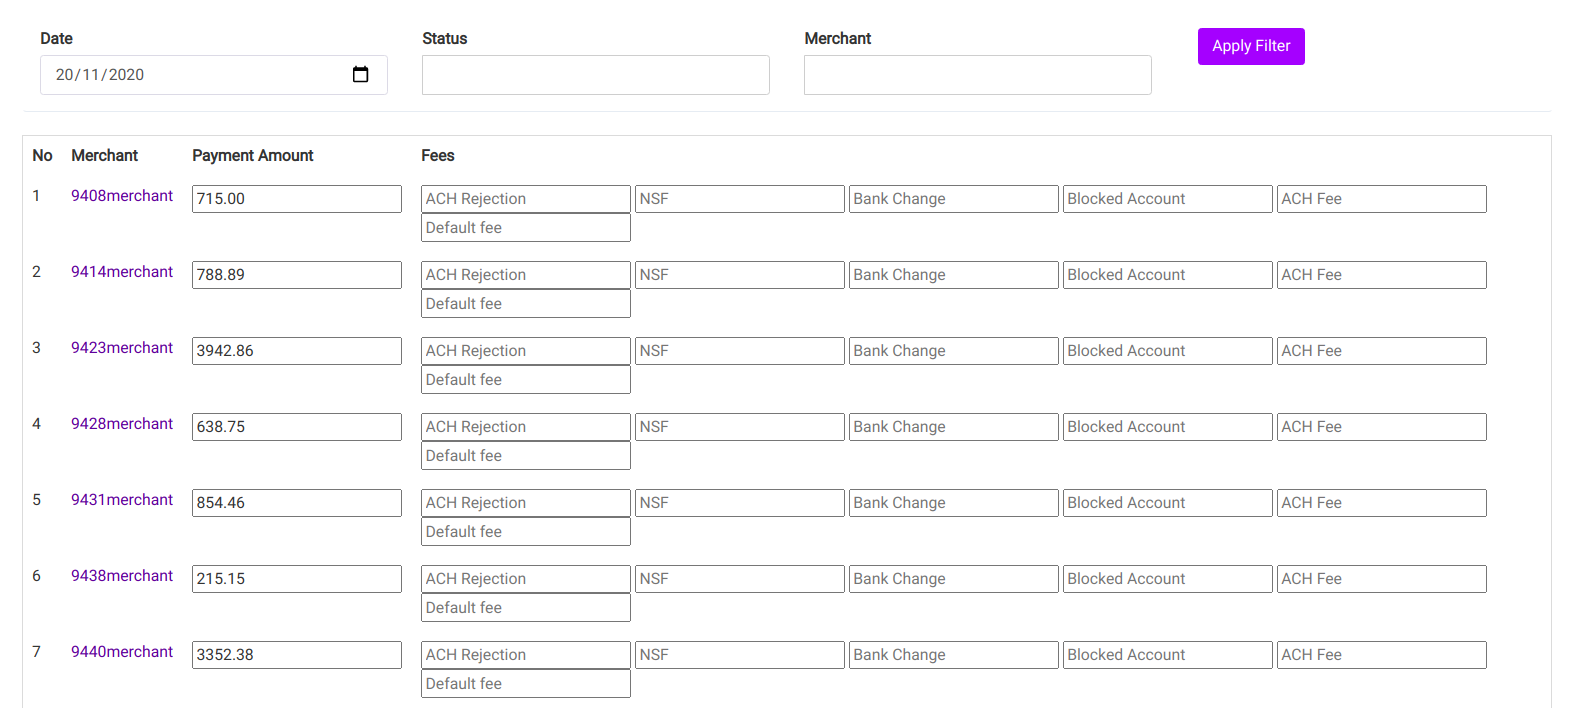 Date Status Merchant Apply Filter
20/11/2020
No Merchant Payment Amount Fees
1 9408merchant 715.00 ACH Rejection NSF Bank Change Blocked Account ACH Fee
Default fee
2 9414merchant 788.89 ACH Rejection NSF Bank Change Blocked Account ACH Fee
Default fee
3 9423merchant 3942.86 ACH Rejection NSF Bank Change Blocked Account ACH Fee
Default fee
4 9428merchant 638.75 ACH Rejection NSF Bank Change Blocked Account ACH Fee
Default fee
5 9431merchant 854.46 ACH Rejection NSF Bank Change Blocked Account ACH Fee
Default fee
6 9438merchant 215.15 ACH Rejection NSF Bank Change Blocked Account ACH Fee
Default fee
7 9440merchant 3352.38 ACH Rejection NSF Bank Change Blocked Account ACH Fee
Default fee